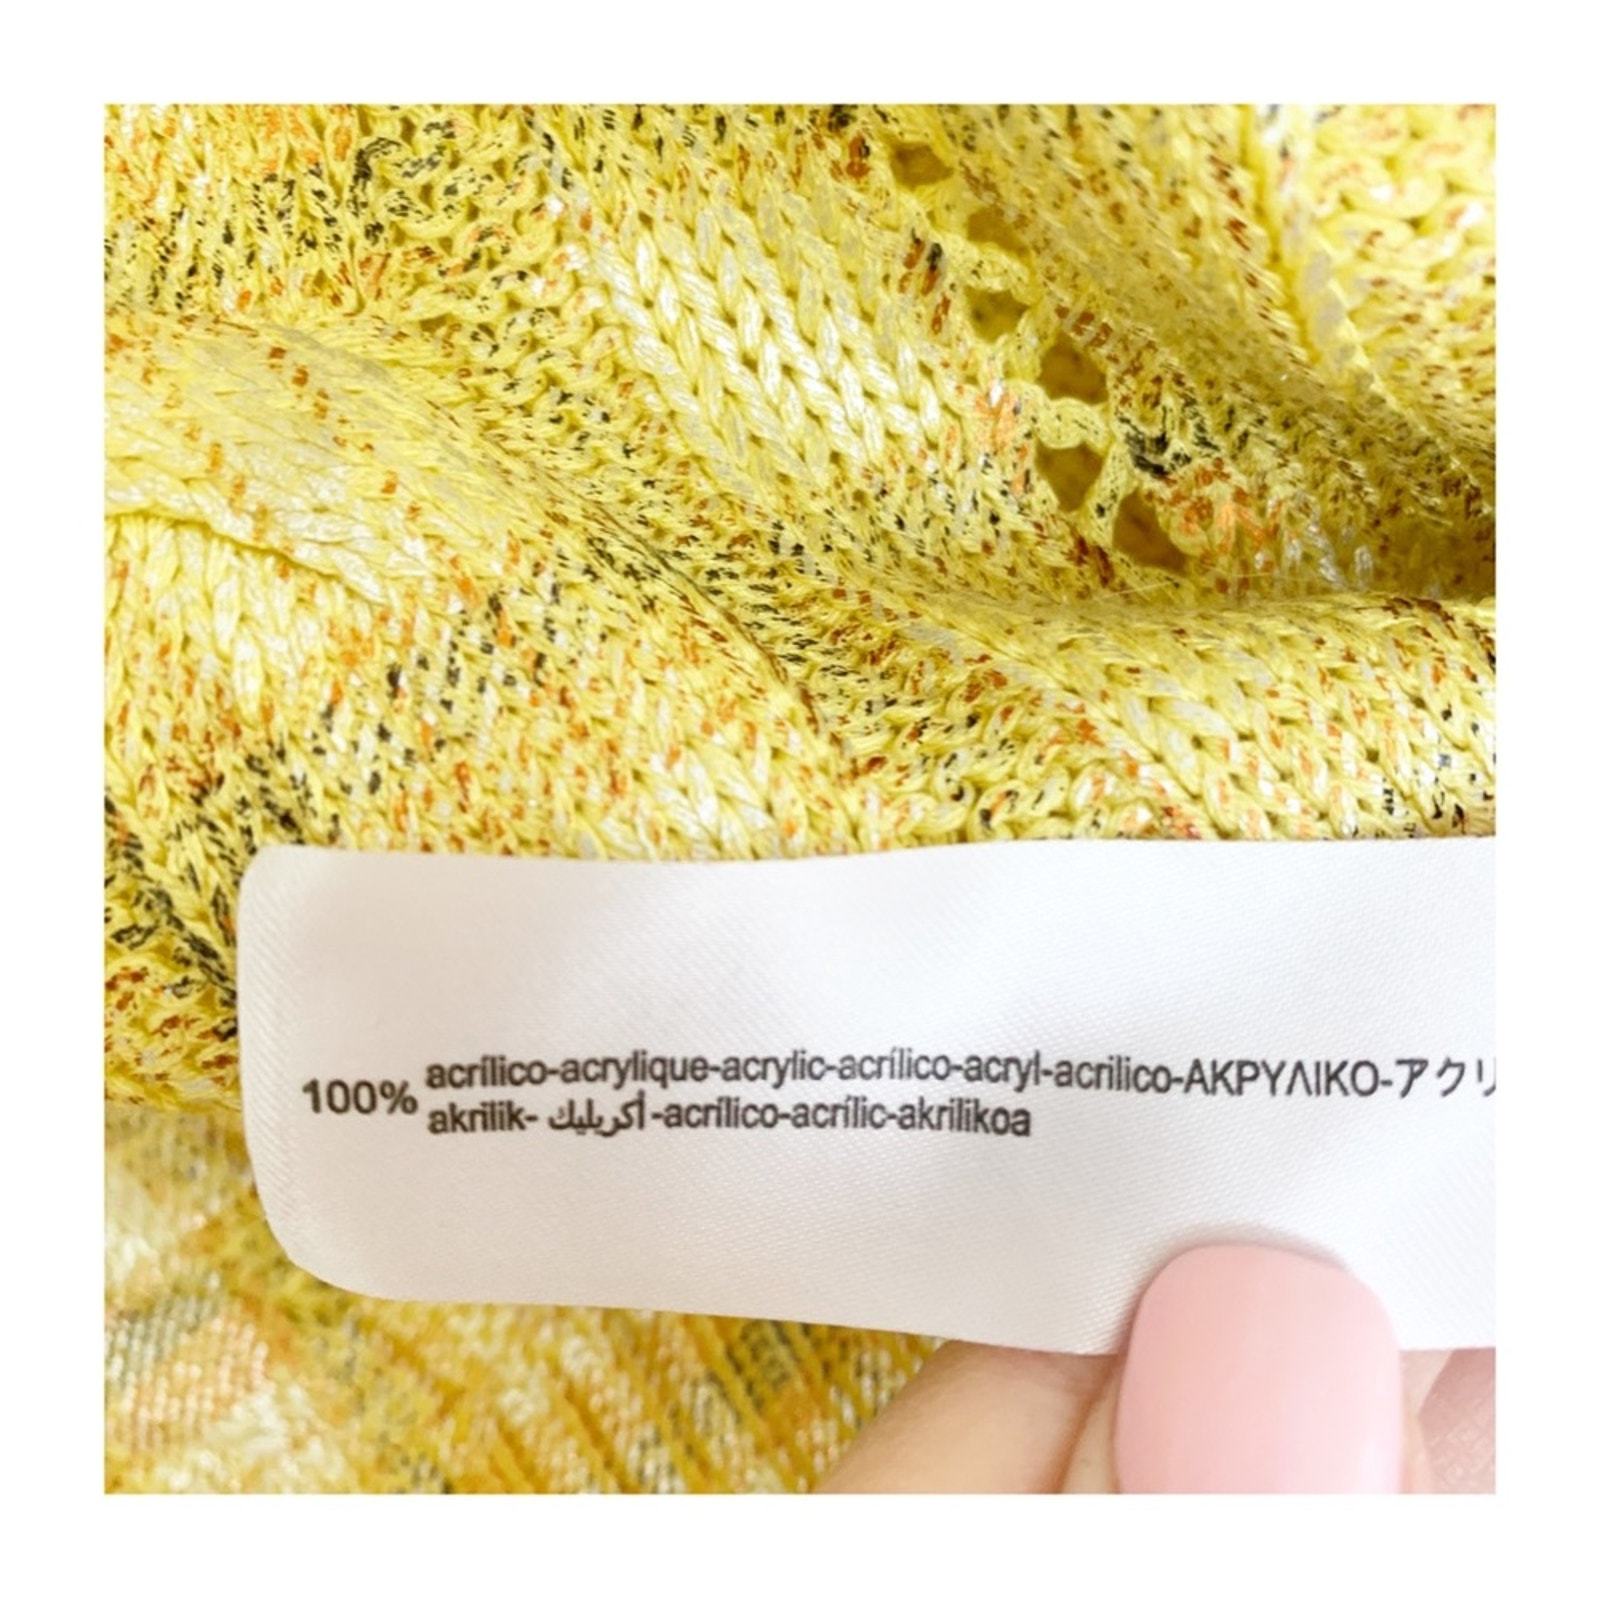 100% acrílico-acrylique-acrylic-acrílico-acryl-acrilico-ΑΚΡΥΛΙΚΟ-アクリ
akrilik- أكريليك -acrílico-acrílic-akrilikoa